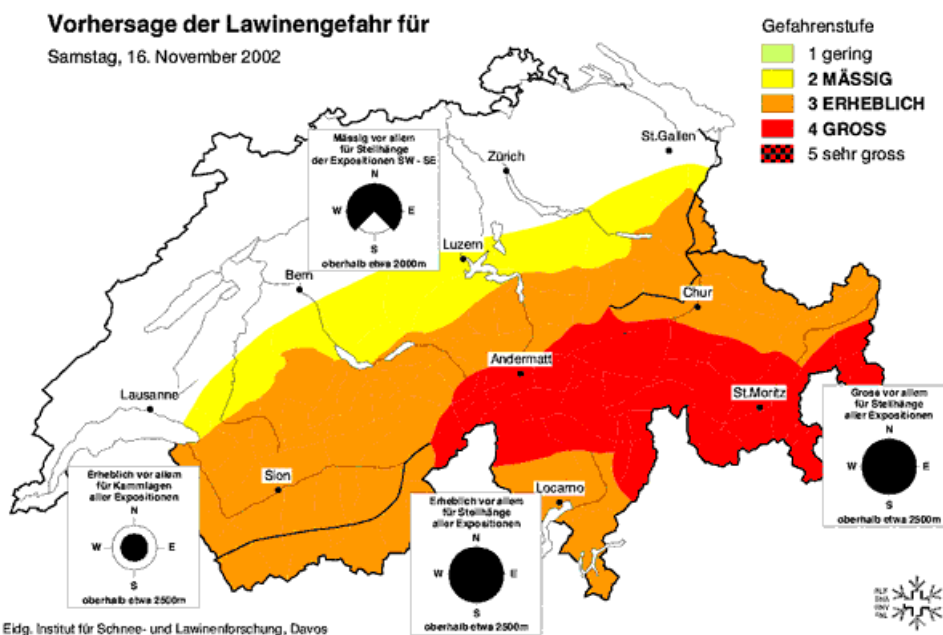 Vorhersage der Lawinengefahr für
Samstag, 16. November 2002
Gefahrenstufe
1 gering
2 MÄSSIG
3 ERHEBLICH
4 GROSS
5 sehr gross
Mässig vor allem
für Steilhänge
der Expositionen SW - SE
N
W E
S
oberhalb etwa 2000m
St.Gallen
Zürich
Luzern
Bern
Chur
Andermatt
Lausanne
St.Moritz
Gross vor allem
für Steilhänge
aller Expositionen
N
W E
S
oberhalb etwa 2500m
Sion
Locarno
Erheblich vor allem
für Kammlagen
aller Expositionen
N
W E
S
oberhalb etwa 2500m
Erheblich vor allem
für Steilhänge
aller Expositionen
N
W E
S
oberhalb etwa 2500m
Eidg. Institut für Schnee- und Lawinenforschung, Davos